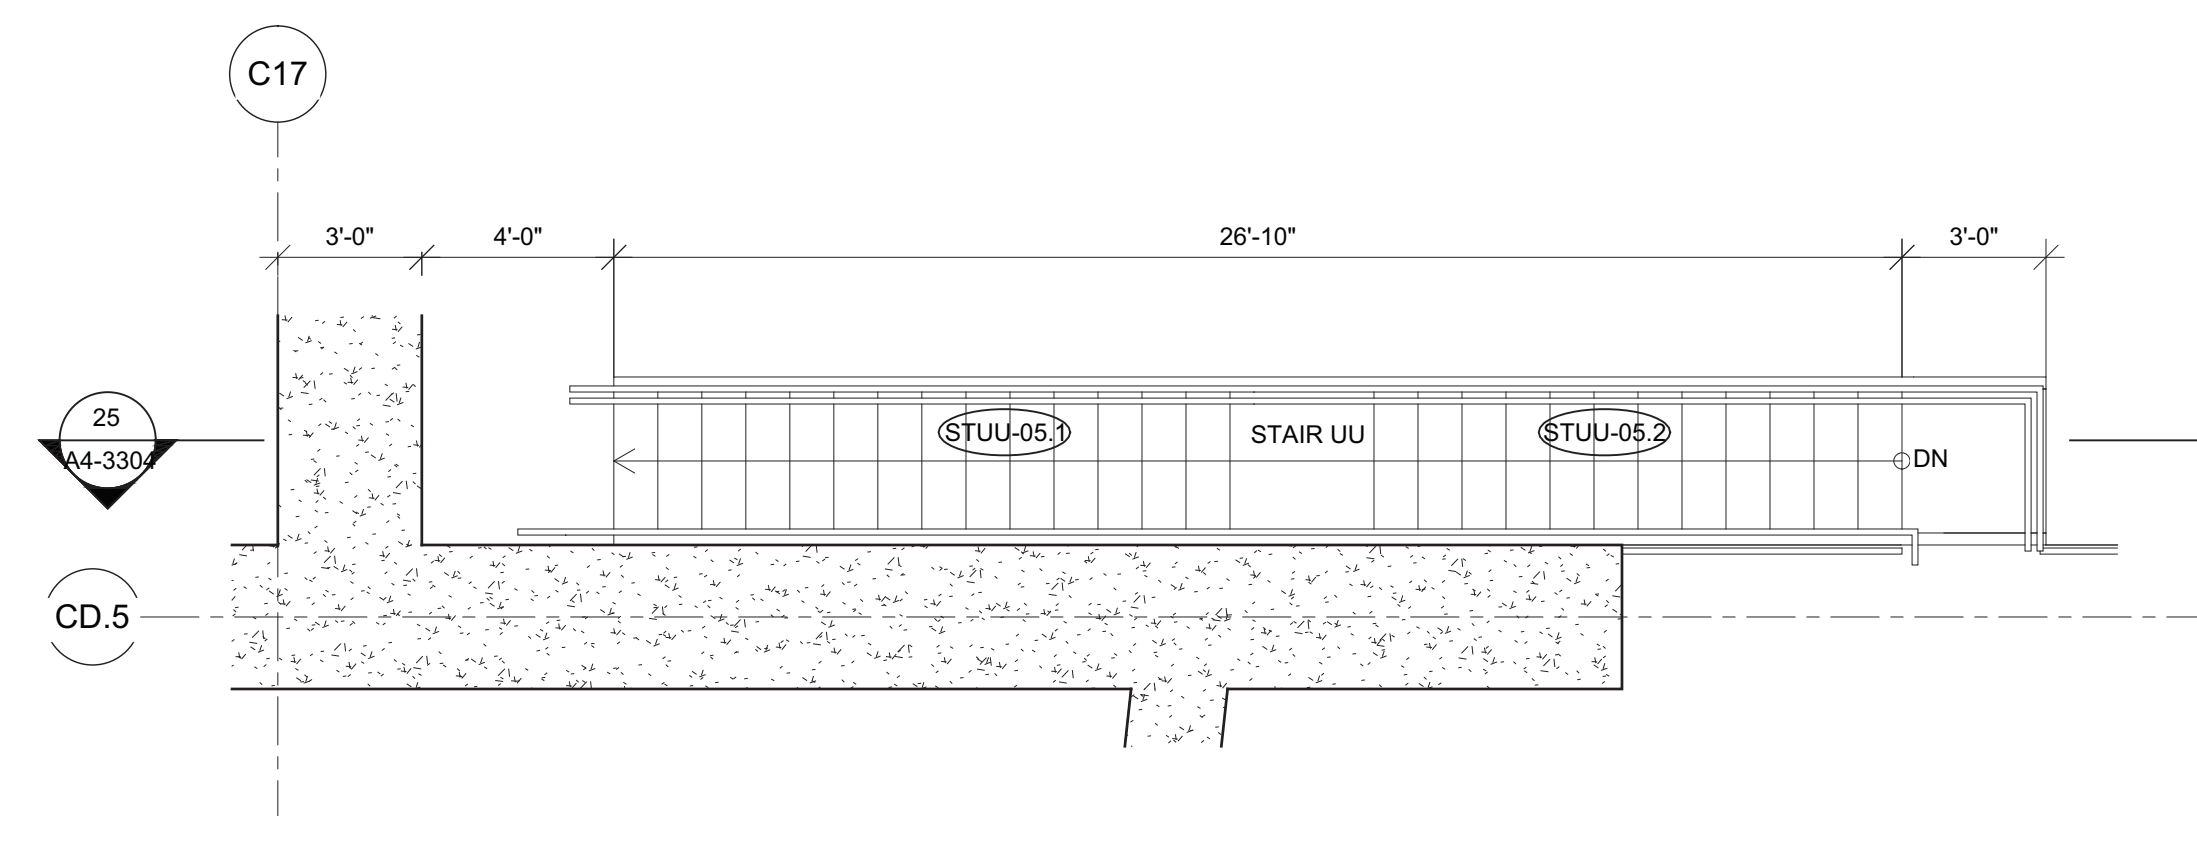 C17
3'-0"
4'-0"
26'-10"
3'-0"
25
A4-3304
STUU-05.1
STAIR UU
STUU-05.2
DN
CD.5